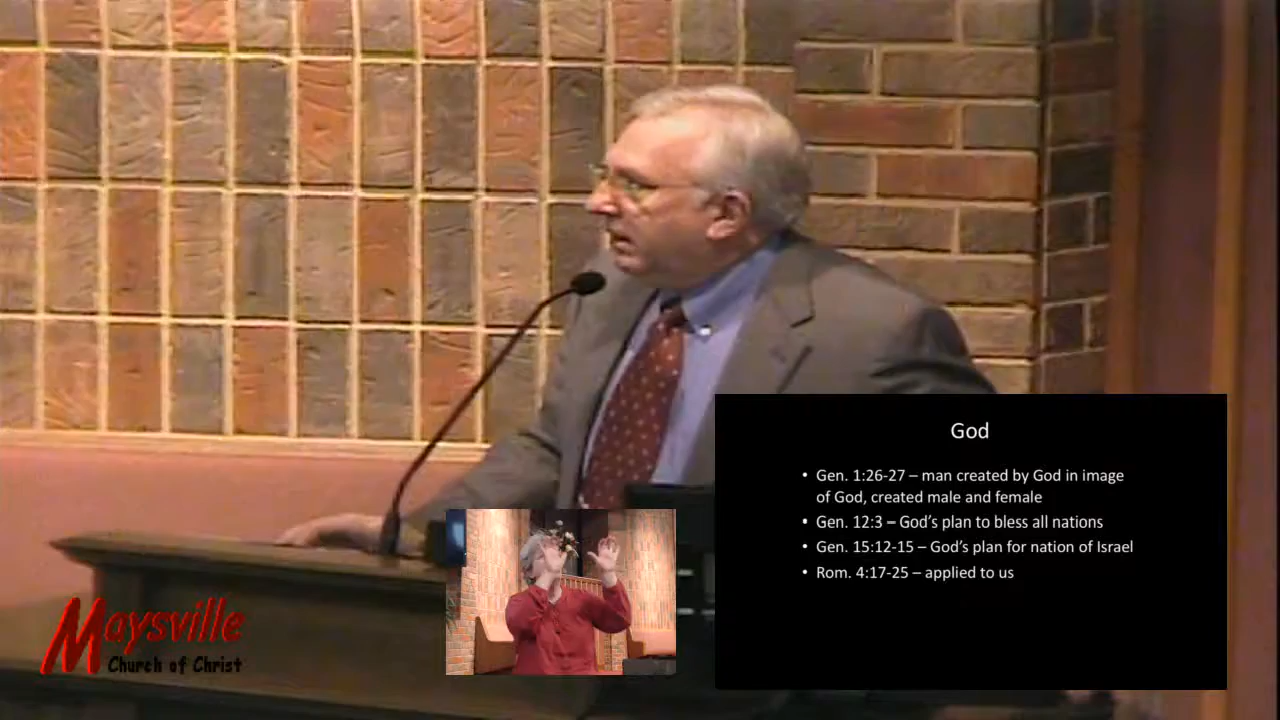 God
• Gen. 1:26-27 – man created by God in image
of God, created male and female
• Gen. 12:3 – God's plan to bless all nations
• Gen. 15:12-15 – God's plan for nation of Israel
• Rom. 4:17-25 – applied to us
Maysville
Church of Christ